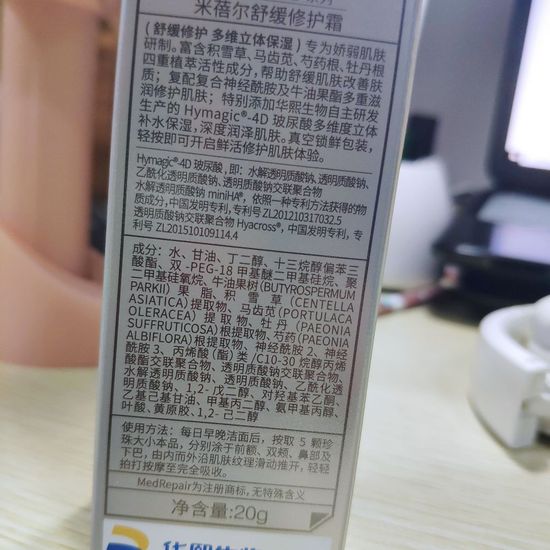 米蓓尔舒缓修护霜
(舒缓修护 多维立体保湿)专为娇弱肌肤
研制。富含积雪草、马齿苋、芍药根、牡丹根
四重植萃活性成分,帮助舒缓肌肤改善肤
质;复配复合神经酰胺及牛油果酯多重滋
润修护肌肤;特别添加华熙生物自主研发
生产的 Hymagic®-4D 玻尿酸多维度立体
补水保湿,深度润泽肌肤。真空锁鲜包装,
轻按即可开启鲜活修护肌肤体验。
Hymagic®-4D 玻尿酸,即:水解透明质酸钠、透明质酸钠、
乙酰化透明质酸钠、透明质酸钠交联聚合物
水解透明质酸钠 miniHA®,依照一种专利方法获得的物
质成分,中国发明专利,专利号 ZL201210317032.5
透明质酸钠交联聚合物 Hyacross®,中国发明专利,专
利号 ZL201510109114.4
成分:水、甘油、丁二醇、十三烷醇偏苯三
酸酯、双-PEG-18 甲基醚二甲基硅烷、聚
二甲基硅氧烷、牛油果树(BUTYROSPERMUM
PARKII) 果脂、积雪草(CENTELLA
ASIATICA)提取物、马齿苋(PORTULACA
OLERACEA) 提取物、牡丹 (PAEONIA
SUFFRUTICOSA)根提取物、芍药(PAEONIA
ALBIFLORA)根提取物、神经酰胺 2、神经
酰胺 3、丙烯酸(酯)类/C10-30 烷醇丙烯
酸酯交联聚合物、透明质酸钠交联聚合物、
水解透明质酸钠、透明质酸钠、乙酰化透
明质酸钠、1,2-戊二醇、对羟基苯乙酮、
乙基己基甘油、甲基丙二醇、氨甲基丙醇、
叶酸、黄原胶、1,2-己二醇
使用方法:每日早晚洁面后,按取 5 颗珍
珠大小本品,分别涂于前额、双颊、鼻部及
下巴,由内而外沿肌肤纹理滑动推开,轻轻
拍打按摩至完全吸收。
MedRepair为注册商标,无特殊含义
净含量:20g